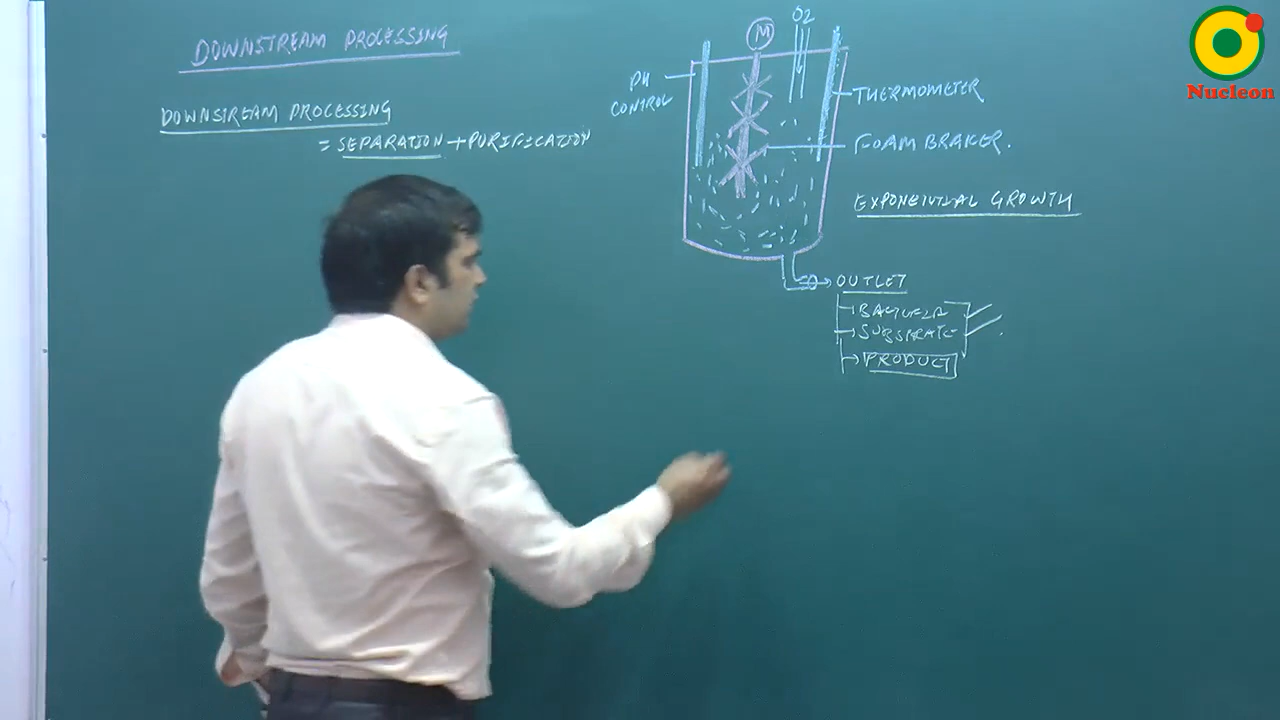 DOWNSTREAM PROCESSING
DOWNSTREAM PROCESSING
= SEPARATION + PURIFICATION
M
O2
PH
CONTROL
THERMOMETER
FOAM BRAKER.
EXPONENTIAL GROWTH
OUTLET
BACTERIA
SUBSTRATE
PRODUCT
Nucleon